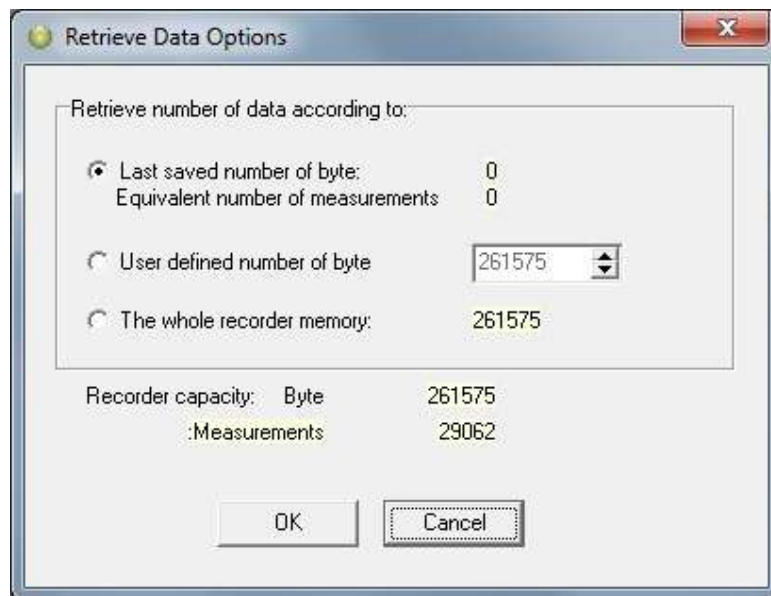 Retrieve Data Options
Retrieve number of data according to:
Last saved number of byte: 0
Equivalent number of measurements 0
User defined number of byte 261575
The whole recorder memory: 261575
Recorder capacity: Byte 261575
:Measurements 29062
OK Cancel